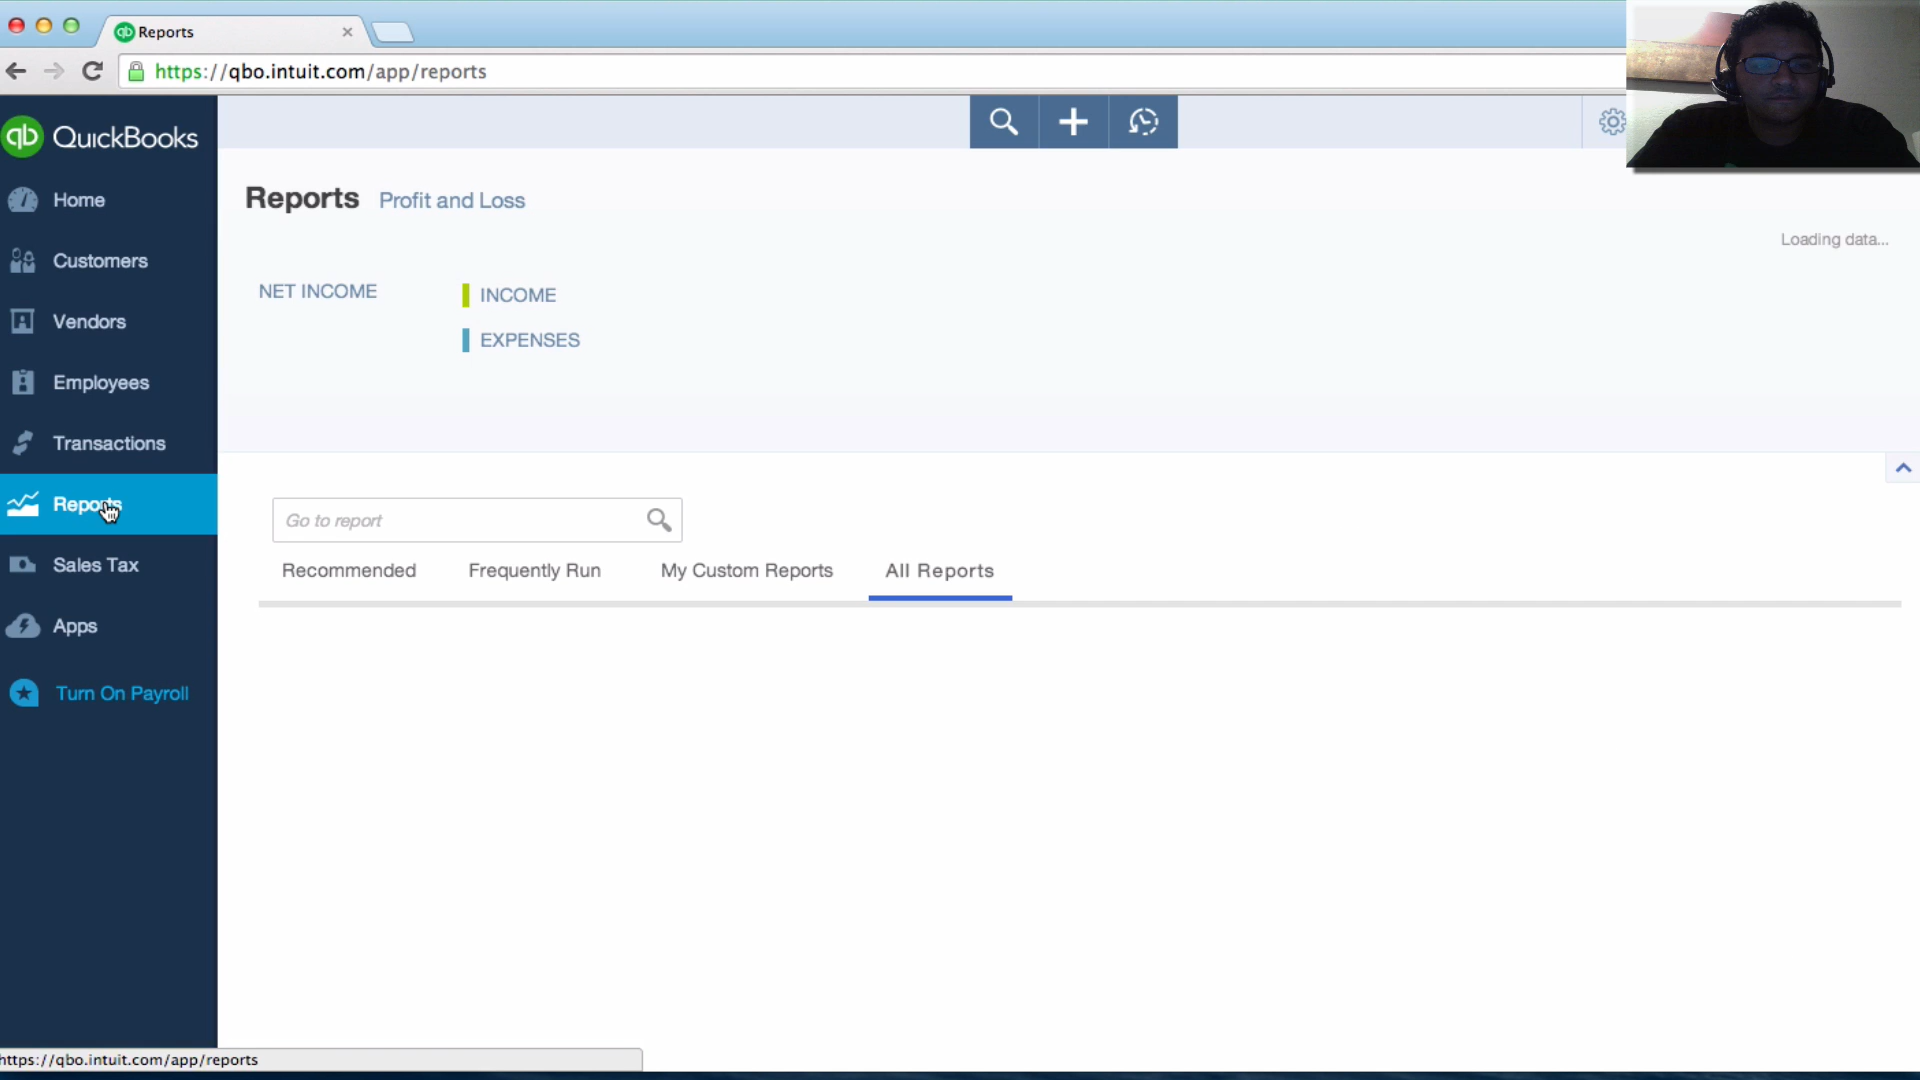 Reports
https://qbo.intuit.com/app/reports
qb QuickBooks
Home
Customers
Vendors
Employees
Transactions
Reports
Sales Tax
Apps
Turn On Payroll
Reports Profit and Loss
Loading data...
NET INCOME
INCOME
EXPENSES
Go to report
Recommended Frequently Run My Custom Reports All Reports
https://qbo.intuit.com/app/reports